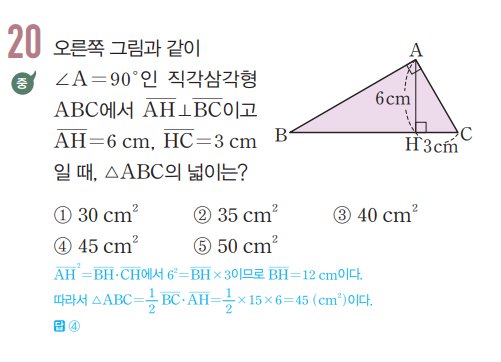 20
중
오른쪽 그림과 같이
∠A=90°인 직각삼각형
ABC에서 AH⊥BC이고
AH=6 cm, HC=3 cm
일 때, △ABC의 넓이는?
A
6cm
B
H
3cm
C
① 30 cm² ② 35 cm² ③ 40 cm²
④ 45 cm² ⑤ 50 cm²
AH²=BH·CH에서 6²=BH×3이므로 BH=12 cm이다.
따라서 △ABC=1/2 BC·AH=1/2×15×6=45 (cm²)이다.
답 ④